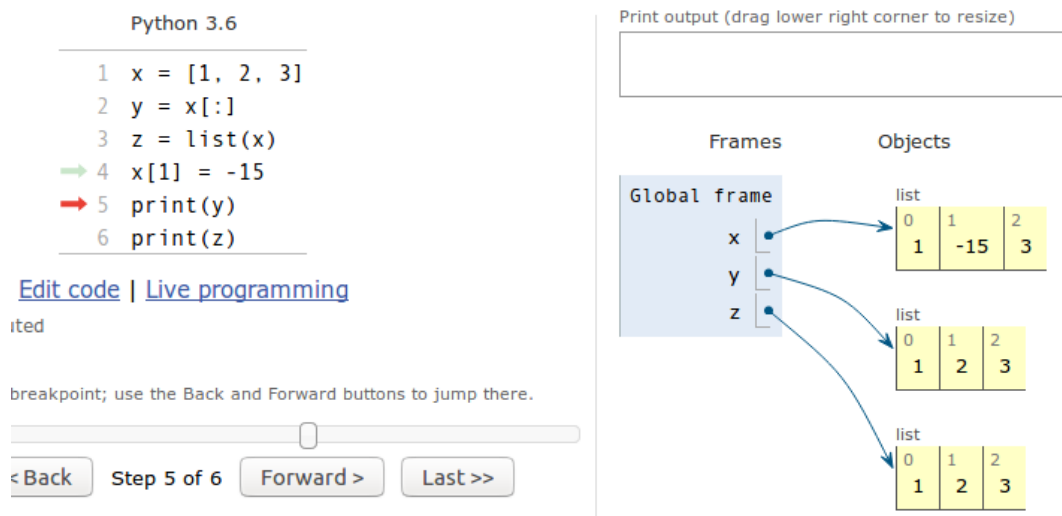 Python 3.6
1 x = [1, 2, 3]
2 y = x[:]
3 z = list(x)
4 x[1] = -15
5 print(y)
6 print(z)
Edit code | Live programming
uted
breakpoint; use the Back and Forward buttons to jump there.
< Back Step 5 of 6 Forward > Last >>
Print output (drag lower right corner to resize)
Frames Objects
Global frame
x
y
z
list
0 1 2
1 -15 3
list
0 1 2
1 2 3
list
0 1 2
1 2 3